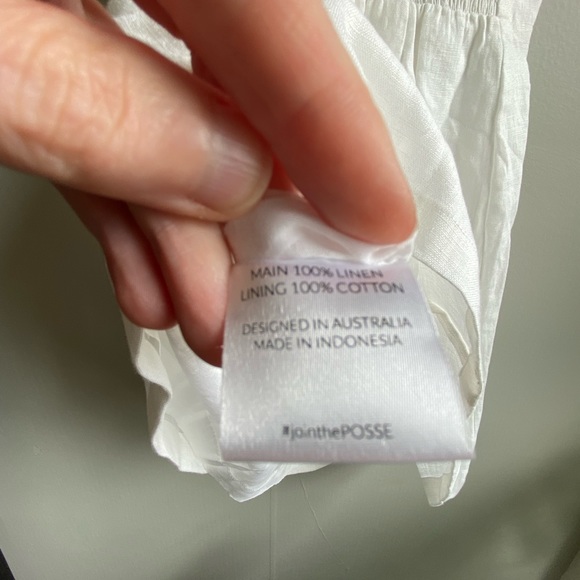 MAIN 100% LINEN
LINING 100% COTTON
DESIGNED IN AUSTRALIA
MADE IN INDONESIA
#jointhePOSSE